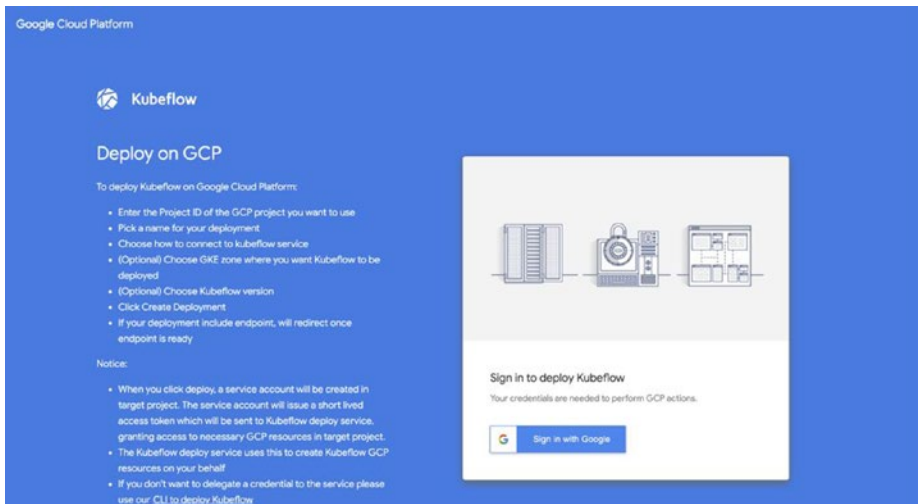 Google Cloud Platform
Kubeflow
Deploy on GCP
To deploy Kubeflow on Google Cloud Platform:
• Enter the Project ID of the GCP project you want to use
• Pick a name for your deployment
• Choose how to connect to kubeflow service
• (Optional) Choose GKE zone where you want Kubeflow to be
deployed
• (Optional) Choose Kubeflow version
• Click Create Deployment
• If your deployment include endpoint, will redirect once
endpoint is ready
Notice:
• When you click deploy, a service account will be created in
target project. The service account will issue a short lived
access token which will be sent to Kubeflow deploy service,
granting access to necessary GCP resources in target project.
• The Kubeflow deploy service uses this to create Kubeflow GCP
resources on your behalf
• If you don't want to delegate a credential to the service please
use our CLI to deploy Kubeflow
Sign in to deploy Kubeflow
Your credentials are needed to perform GCP actions.
G Sign in with Google